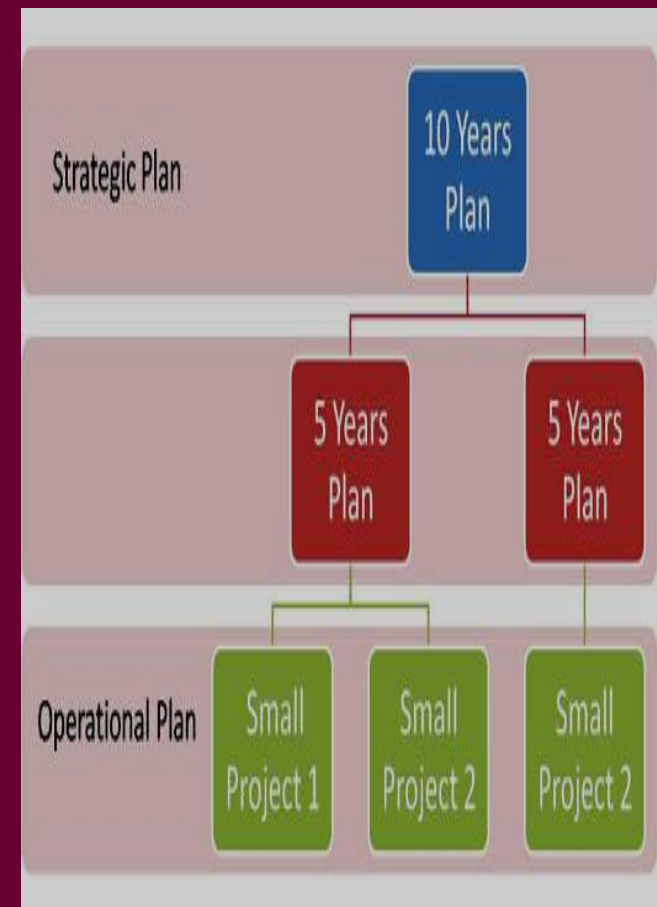 Strategic Plan
10 Years
Plan
5 Years
Plan
5 Years
Plan
Operational Plan
Small
Project 1
Small
Project 2
Small
Project 2